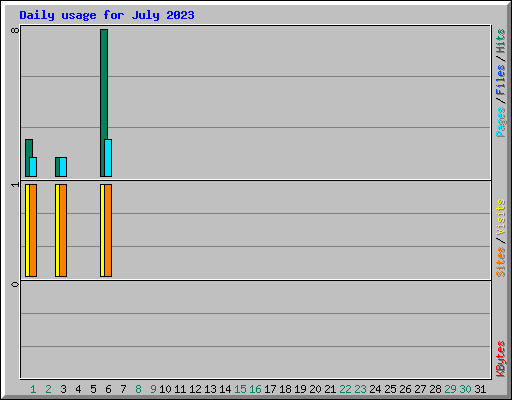 Daily usage for July 2023
8
1
0
Pages / Files / Hits
Sites / Visits
KBytes
1 2 3 4 5 6 7 8 9 10 11 12 13 14 15 16 17 18 19 20 21 22 23 24 25 26 27 28 29 30 31